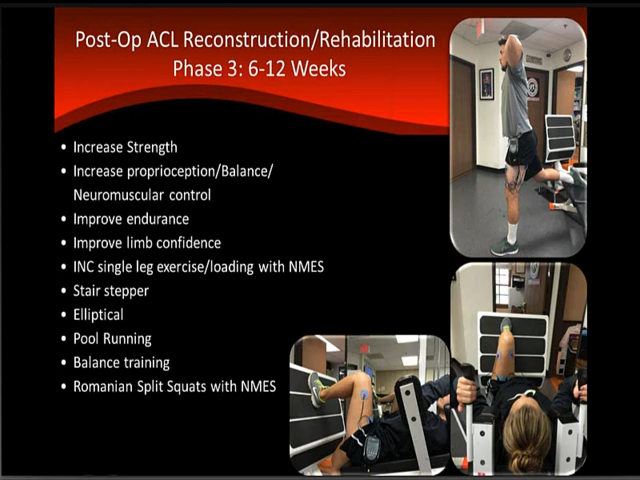 Post-Op ACL Reconstruction/Rehabilitation
Phase 3: 6-12 Weeks
• Increase Strength
• Increase proprioception/Balance/
Neuromuscular control
• Improve endurance
• Improve limb confidence
• INC single leg exercise/loading with NMES
• Stair stepper
• Elliptical
• Pool Running
• Balance training
• Romanian Split Squats with NMES